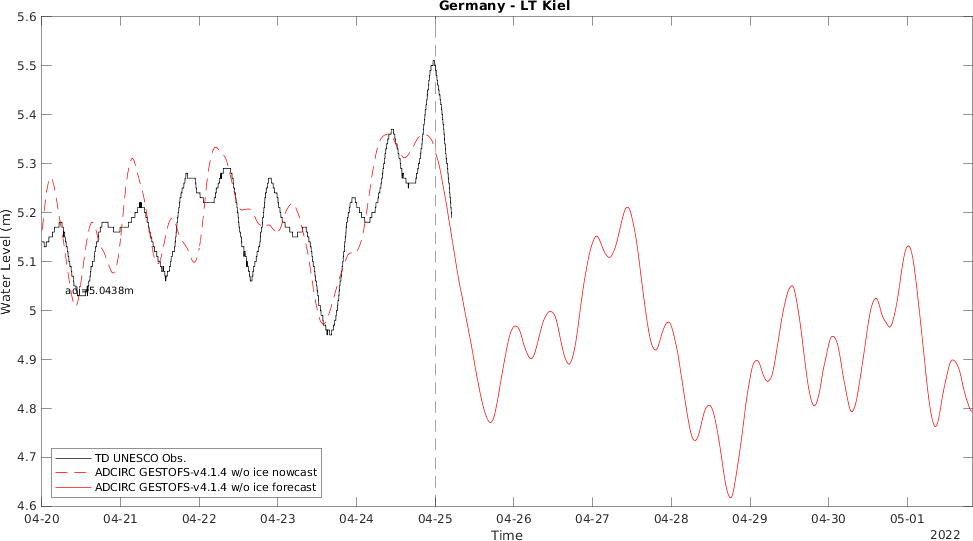 Germany - LT Kiel
5.6
5.5
5.4
5.3
5.2
5.1
5
4.9
4.8
4.7
4.6
Water Level (m)
adj=5.0438m
TD UNESCO Obs.
ADCIRC GESTOFS-v4.1.4 w/o ice nowcast
ADCIRC GESTOFS-v4.1.4 w/o ice forecast
04-20 04-21 04-22 04-23 04-24 04-25 04-26 04-27 04-28 04-29 04-30 05-01
Time
2022